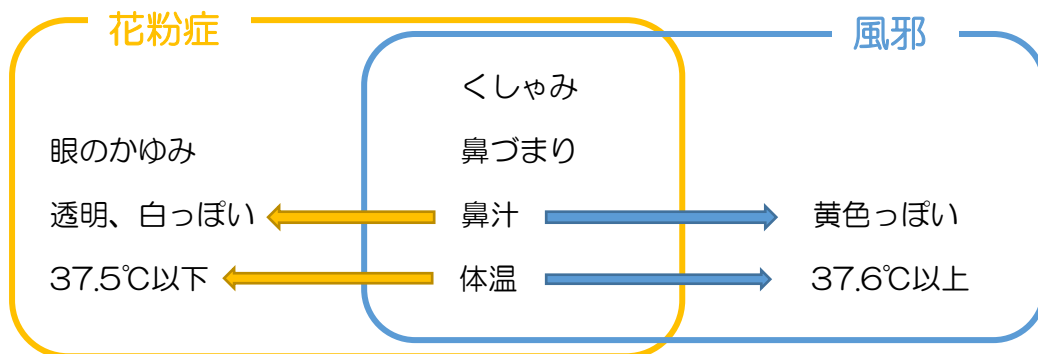 花粉症
風邪
くしゃみ
眼のかゆみ 鼻づまり
透明、白っぽい 鼻汁 黄色っぽい
37.5℃以下 体温 37.6℃以上